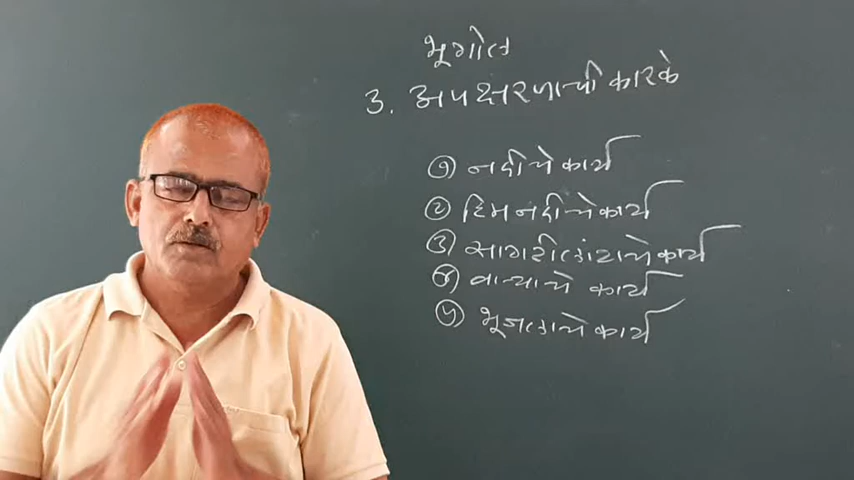 भूगोल
3. अपक्षरणाची कारके
① नदीचे कार्य
② हिमनदीचे कार्य
③ सागरी लाटाचे कार्य
④ वाऱ्याचे कार्य
⑤ भूजलाचे कार्य